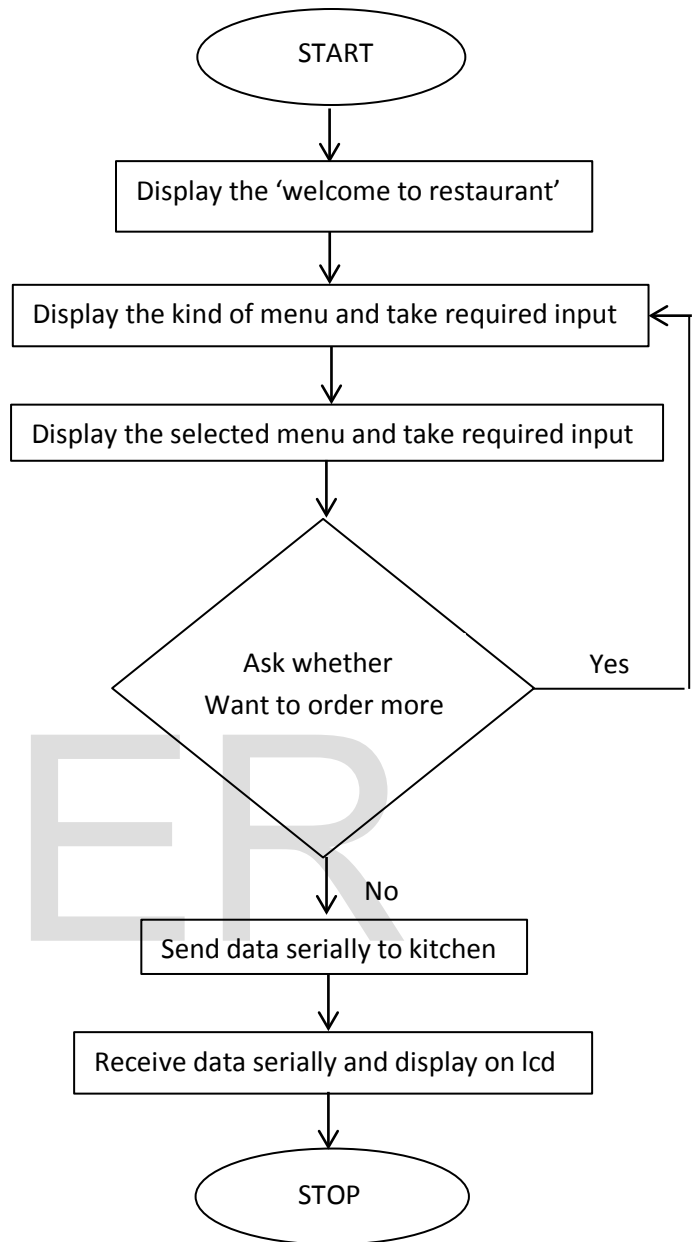 START
Display the ‘welcome to restaurant’
Display the kind of menu and take required input
Display the selected menu and take required input
Ask whether
Want to order more
Yes
ER
No
Send data serially to kitchen
Receive data serially and display on lcd
STOP